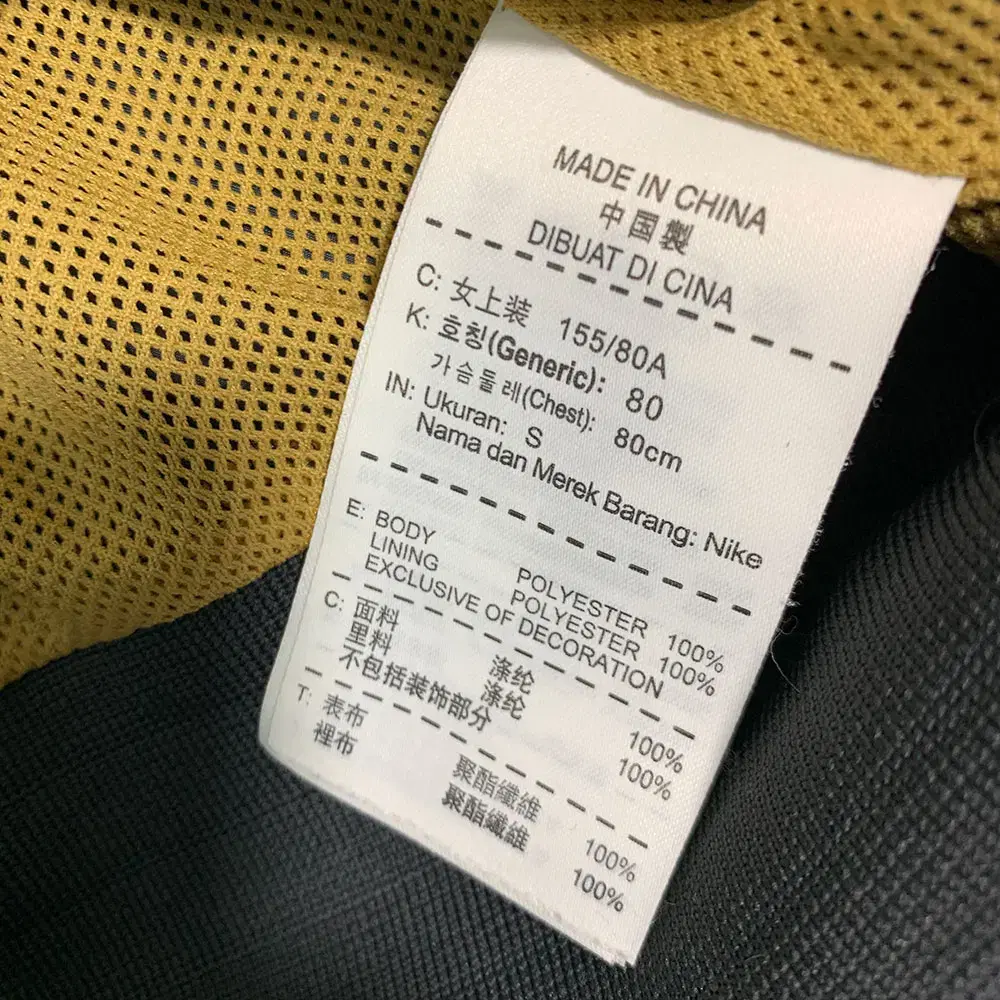 MADE IN CHINA
中国製
DIBUAT DI CINA
C: 女上装 155/80A
K: 호칭(Generic): 80
가슴둘레(Chest): 80cm
IN: Ukuran: S
Nama dan Merek Barang: Nike
E: BODY POLYESTER 100%
LINING POLYESTER 100%
EXCLUSIVE OF DECORATION
C: 面料 涤纶 100%
里料 涤纶 100%
不包括装饰部分
T: 表布 聚酯纖維 100%
裡布 聚酯纖維 100%